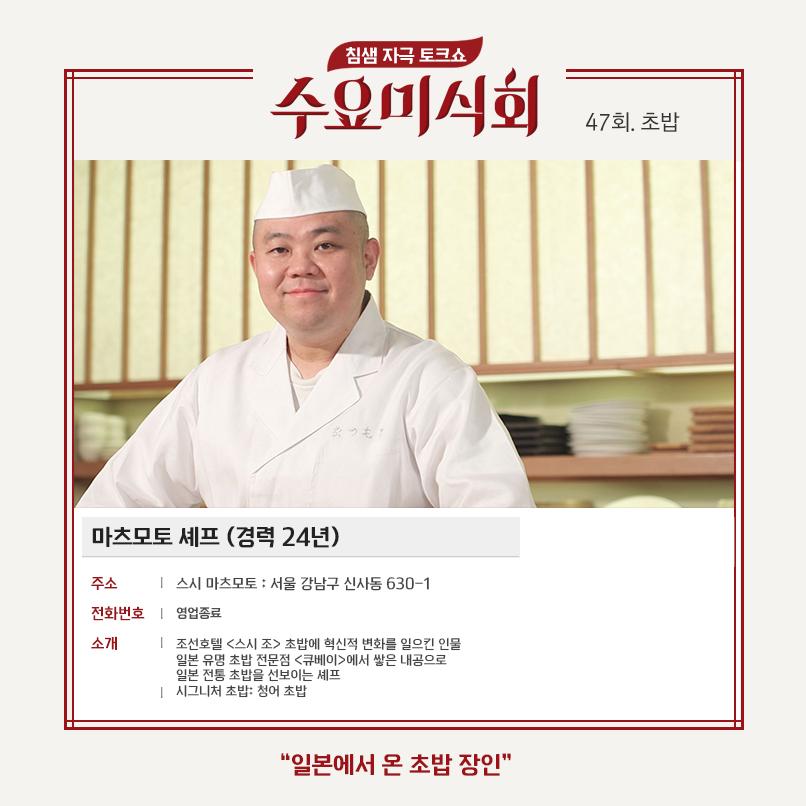 침샘 자극 토크쇼
수요미식회
47회. 초밥
마츠모토 셰프 (경력 24년)
주소 | 스시 마츠모토 : 서울 강남구 신사동 630-1
전화번호 | 영업종료
소개 | 조선호텔 <스시 조> 초밥에 혁신적 변화를 일으킨 인물
일본 유명 초밥 전문점 <큐베이>에서 쌓은 내공으로
일본 전통 초밥을 선보이는 셰프
| 시그니처 초밥: 청어 초밥
“일본에서 온 초밥 장인”